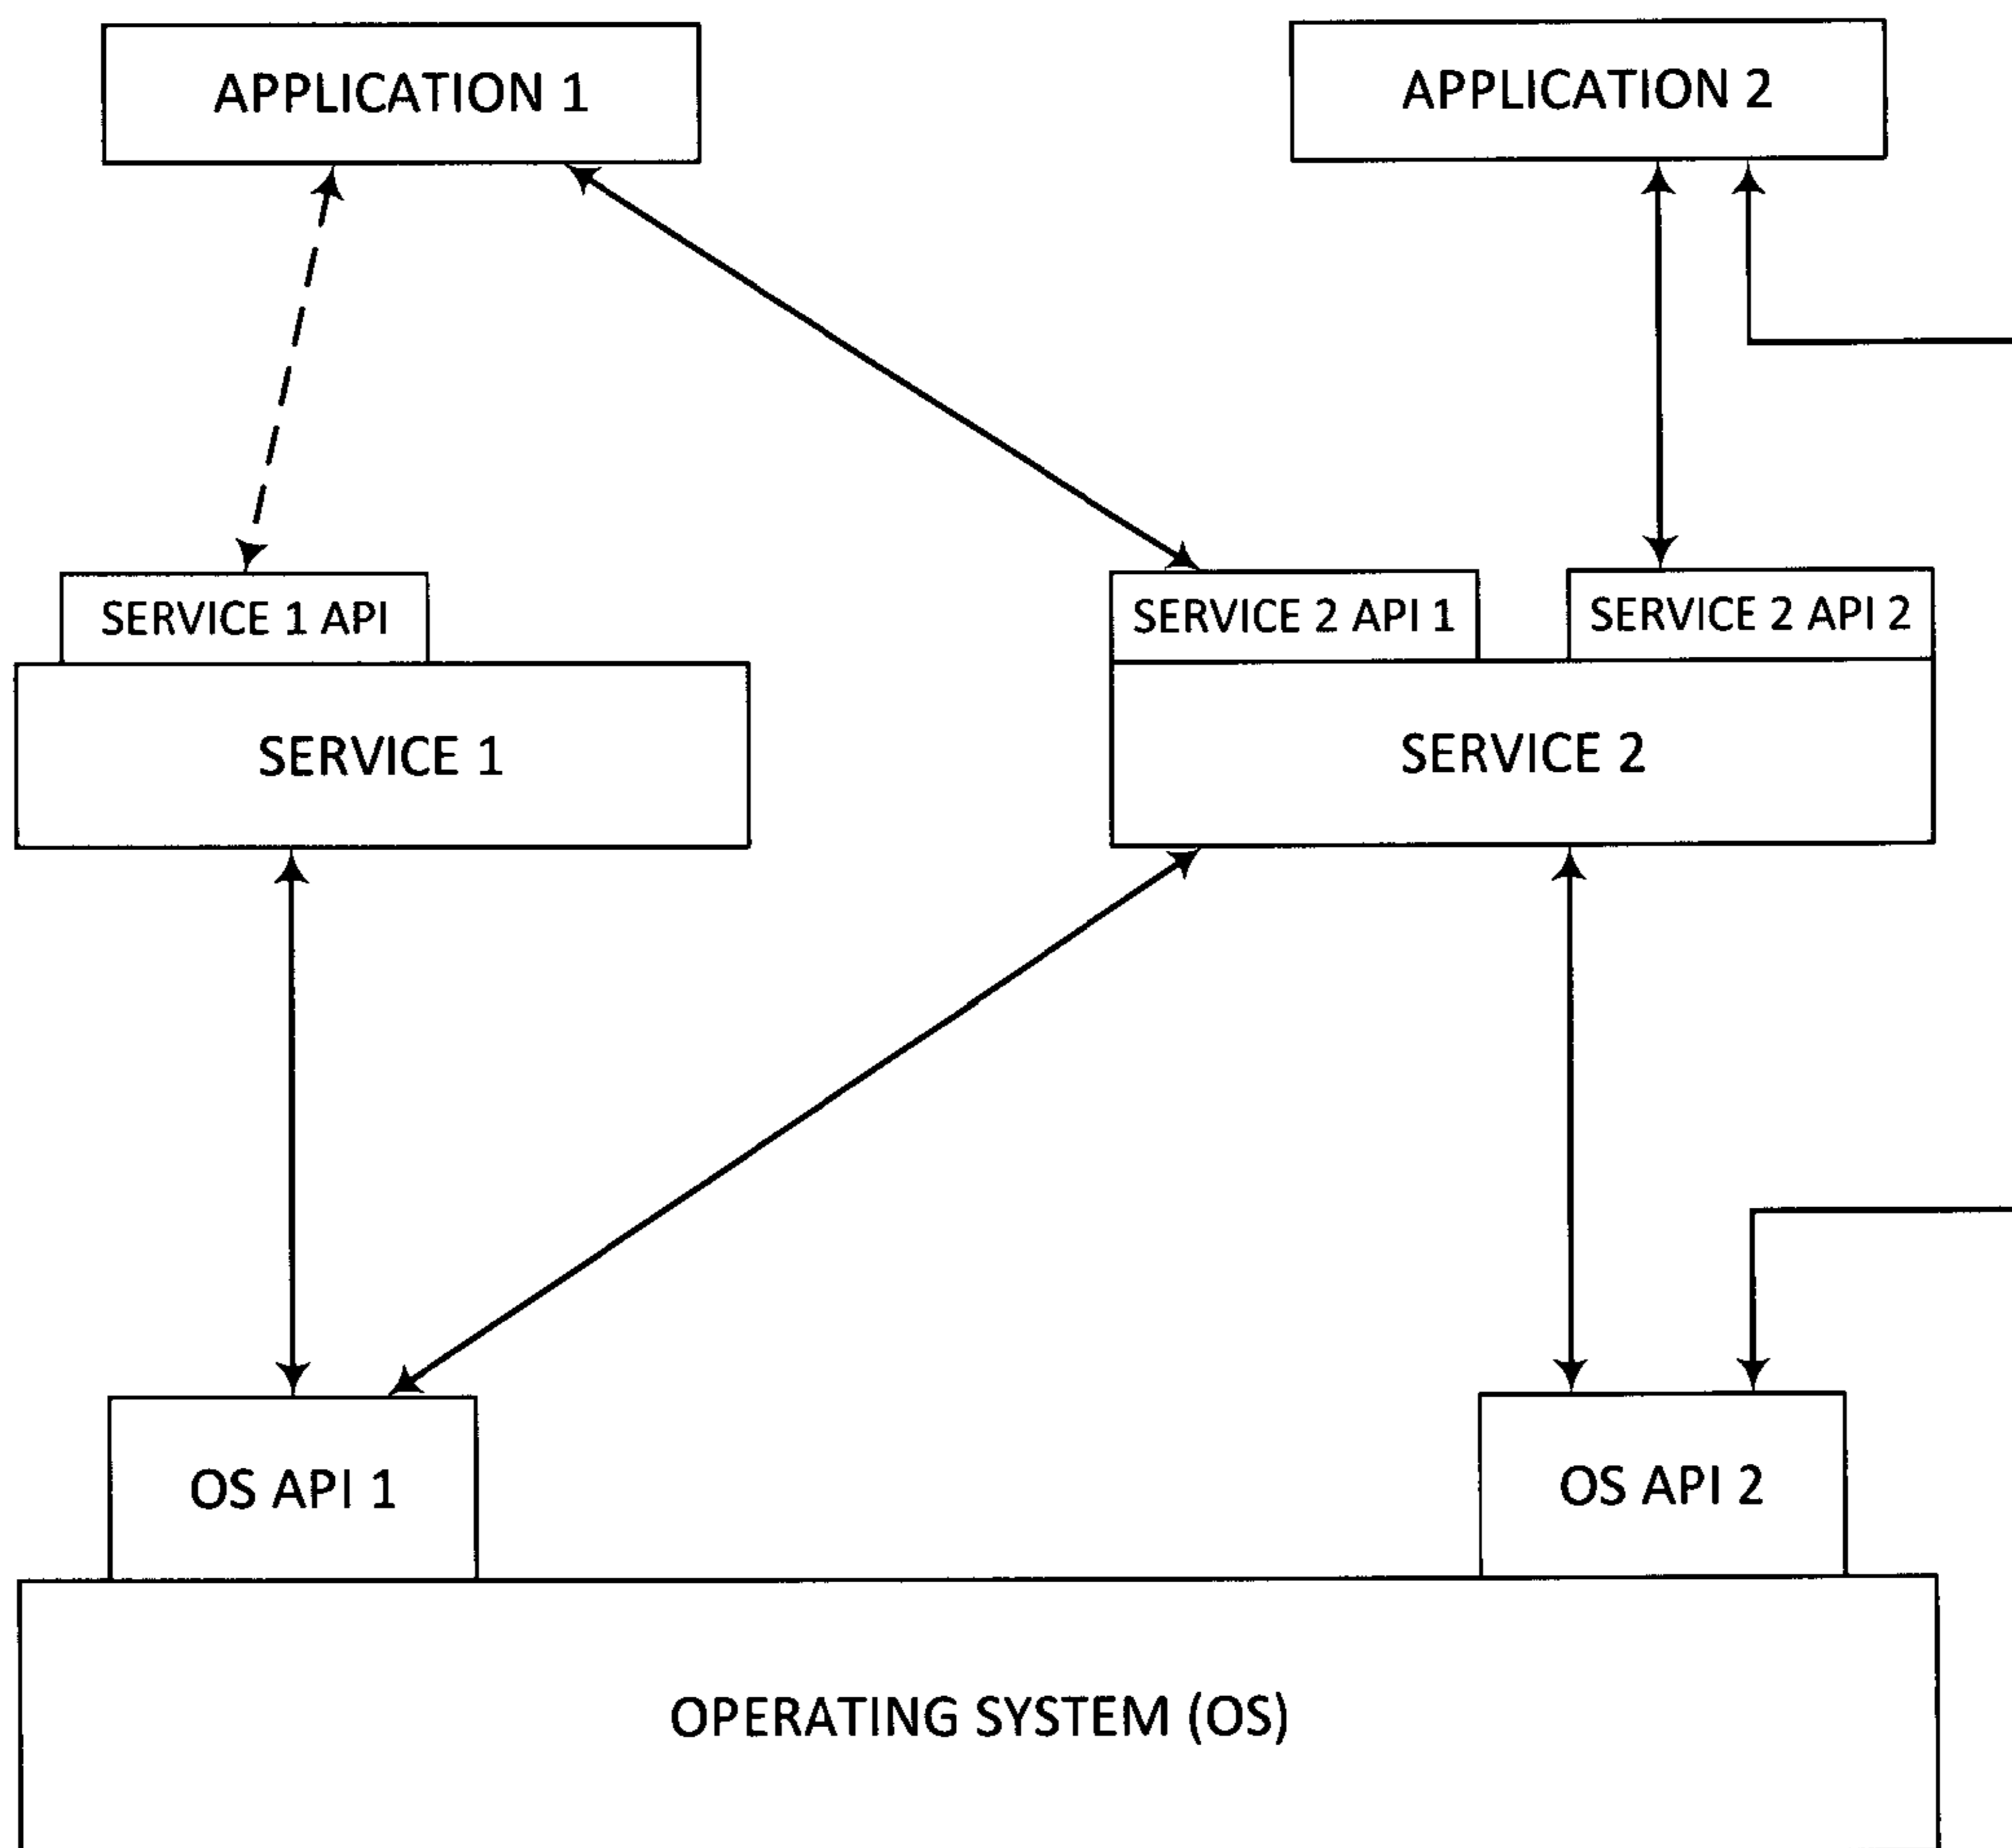 APPLICATION 1
APPLICATION 2
SERVICE 1 API
SERVICE 2 API 1
SERVICE 2 API 2
SERVICE 1
SERVICE 2
OS API 1
OS API 2
OPERATING SYSTEM (OS)